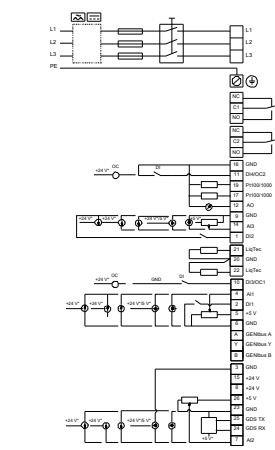 L1 L1
L2 L2
L3 L3
PE
NC
C1
NO
NC
C2
NO
18 GND
+24 V* OC DI 11 DI4/OC2
19 Pt100/1000
17 Pt100/1000
12 AO
9 GND
+24 V* +24 V* +24 V*/5 V* +5 V* 14 AI3
1 DI2
21 LiqTec
20 GND
22 LiqTec
+24 V* OC GND DI 10 DI3/OC1
4 AI1
+24 V* +24 V* +24 V*/5 V* 2 DI1
5 +5 V
6 GND
A GENIbus A
Y GENIbus Y
B GENIbus B
3 GND
15 +24 V
8 +24 V
26 +5 V
23 GND
+24 V* +24 V* +24 V*/5 V* 25 GDS TX
24 GDS RX
+5 V* 7 AI2